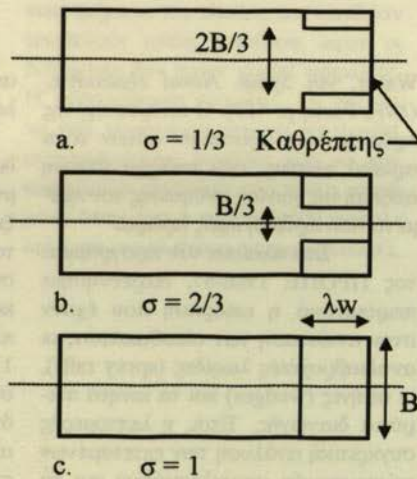 2B/3
a. σ = 1/3 Καθρέπτης
B/3
b. σ = 2/3
λw
B
c. σ = 1